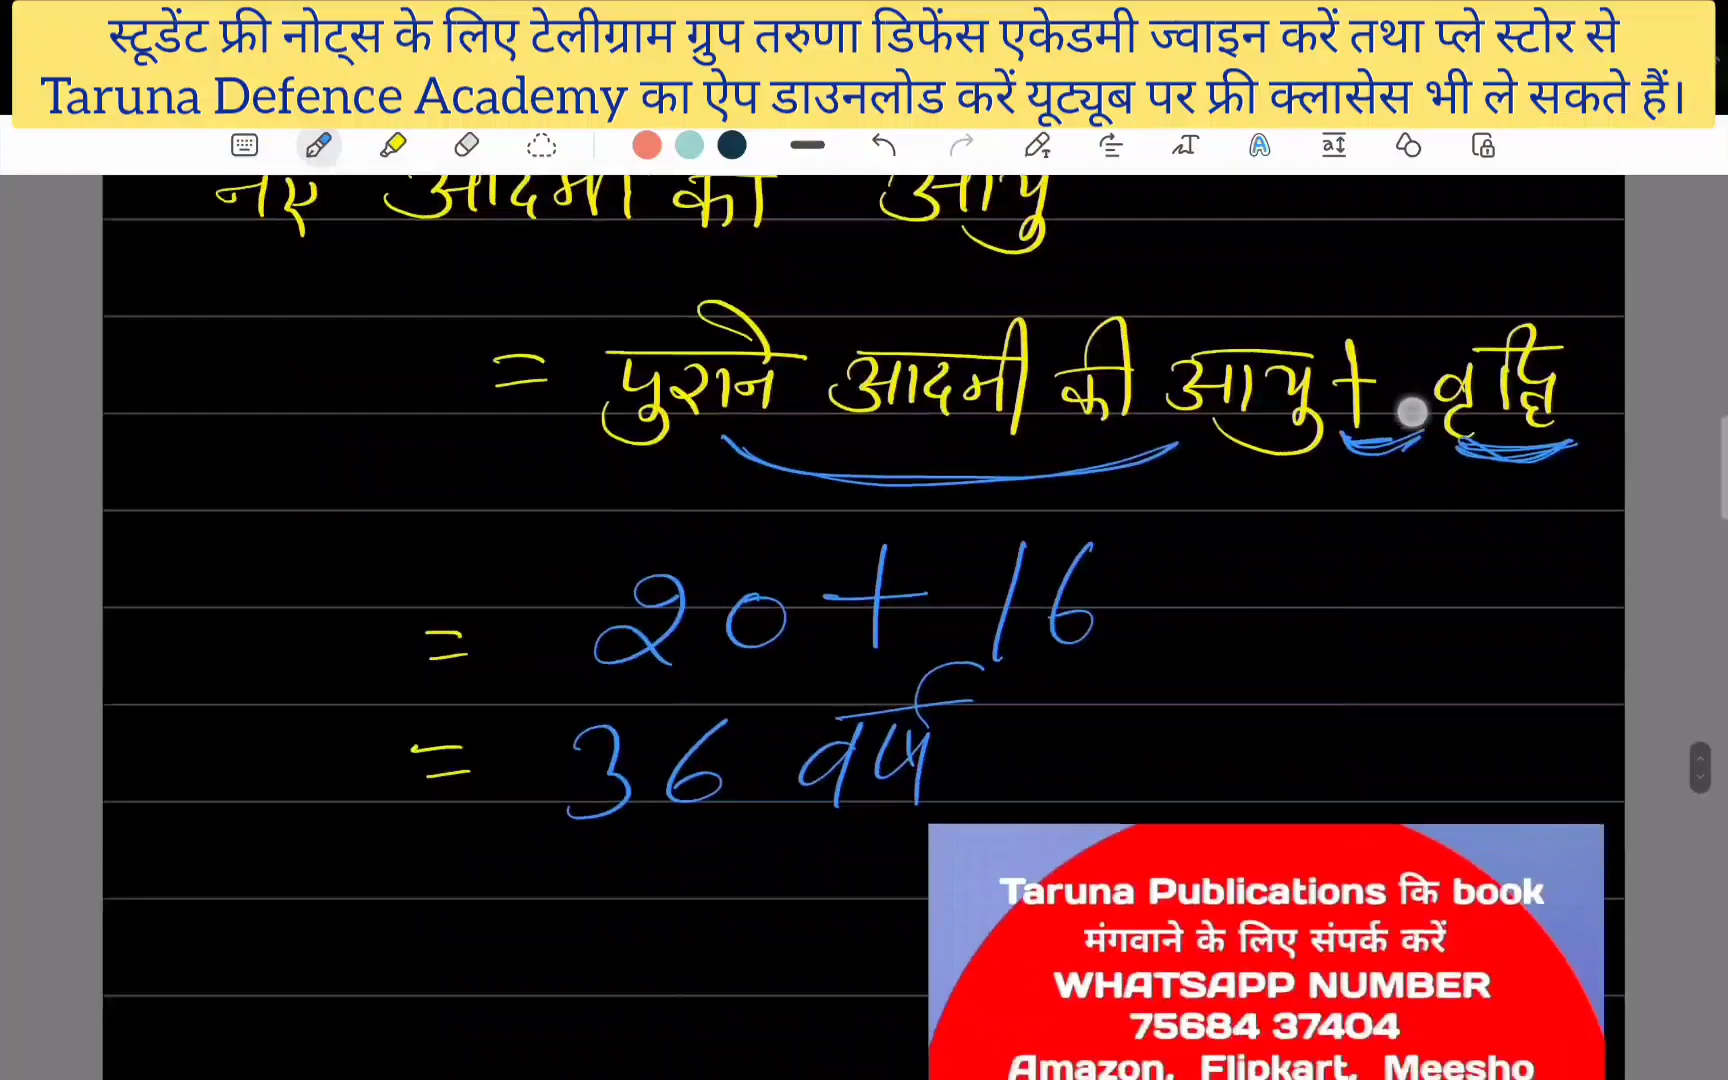 स्टूडेंट फ्री नोट्स के लिए टेलीग्राम ग्रुप तरुणा डिफेंस एकेडमी ज्वाइन करें तथा प्ले स्टोर से
Taruna Defence Academy का ऐप डाउनलोड करें यूट्यूब पर फ्री क्लासेस भी ले सकते हैं।
नए आदमी की आयु
= पुराने आदमी की आयु + वृद्धि
= 20 + 16
= 36 वर्ष
Taruna Publications कि book
मंगवाने के लिए संपर्क करें
WHATSAPP NUMBER
75684 37404
Amazon, Flipkart, Meesho